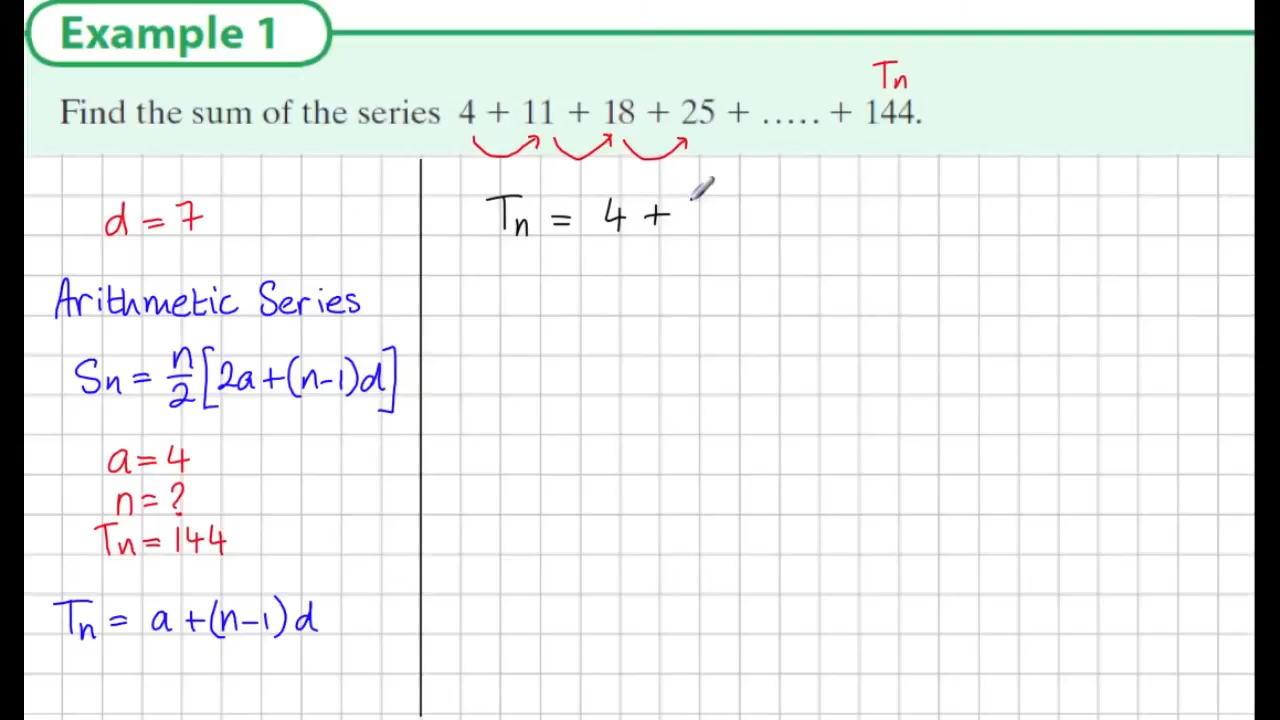 Example 1
Tn
Find the sum of the series 4 + 11 + 18 + 25 + ..... + 144.
d = 7
Tn = 4 +
Arithmetic Series
Sn = n/2 [2a + (n-1)d]
a = 4
n = ?
Tn = 144
Tn = a + (n-1)d